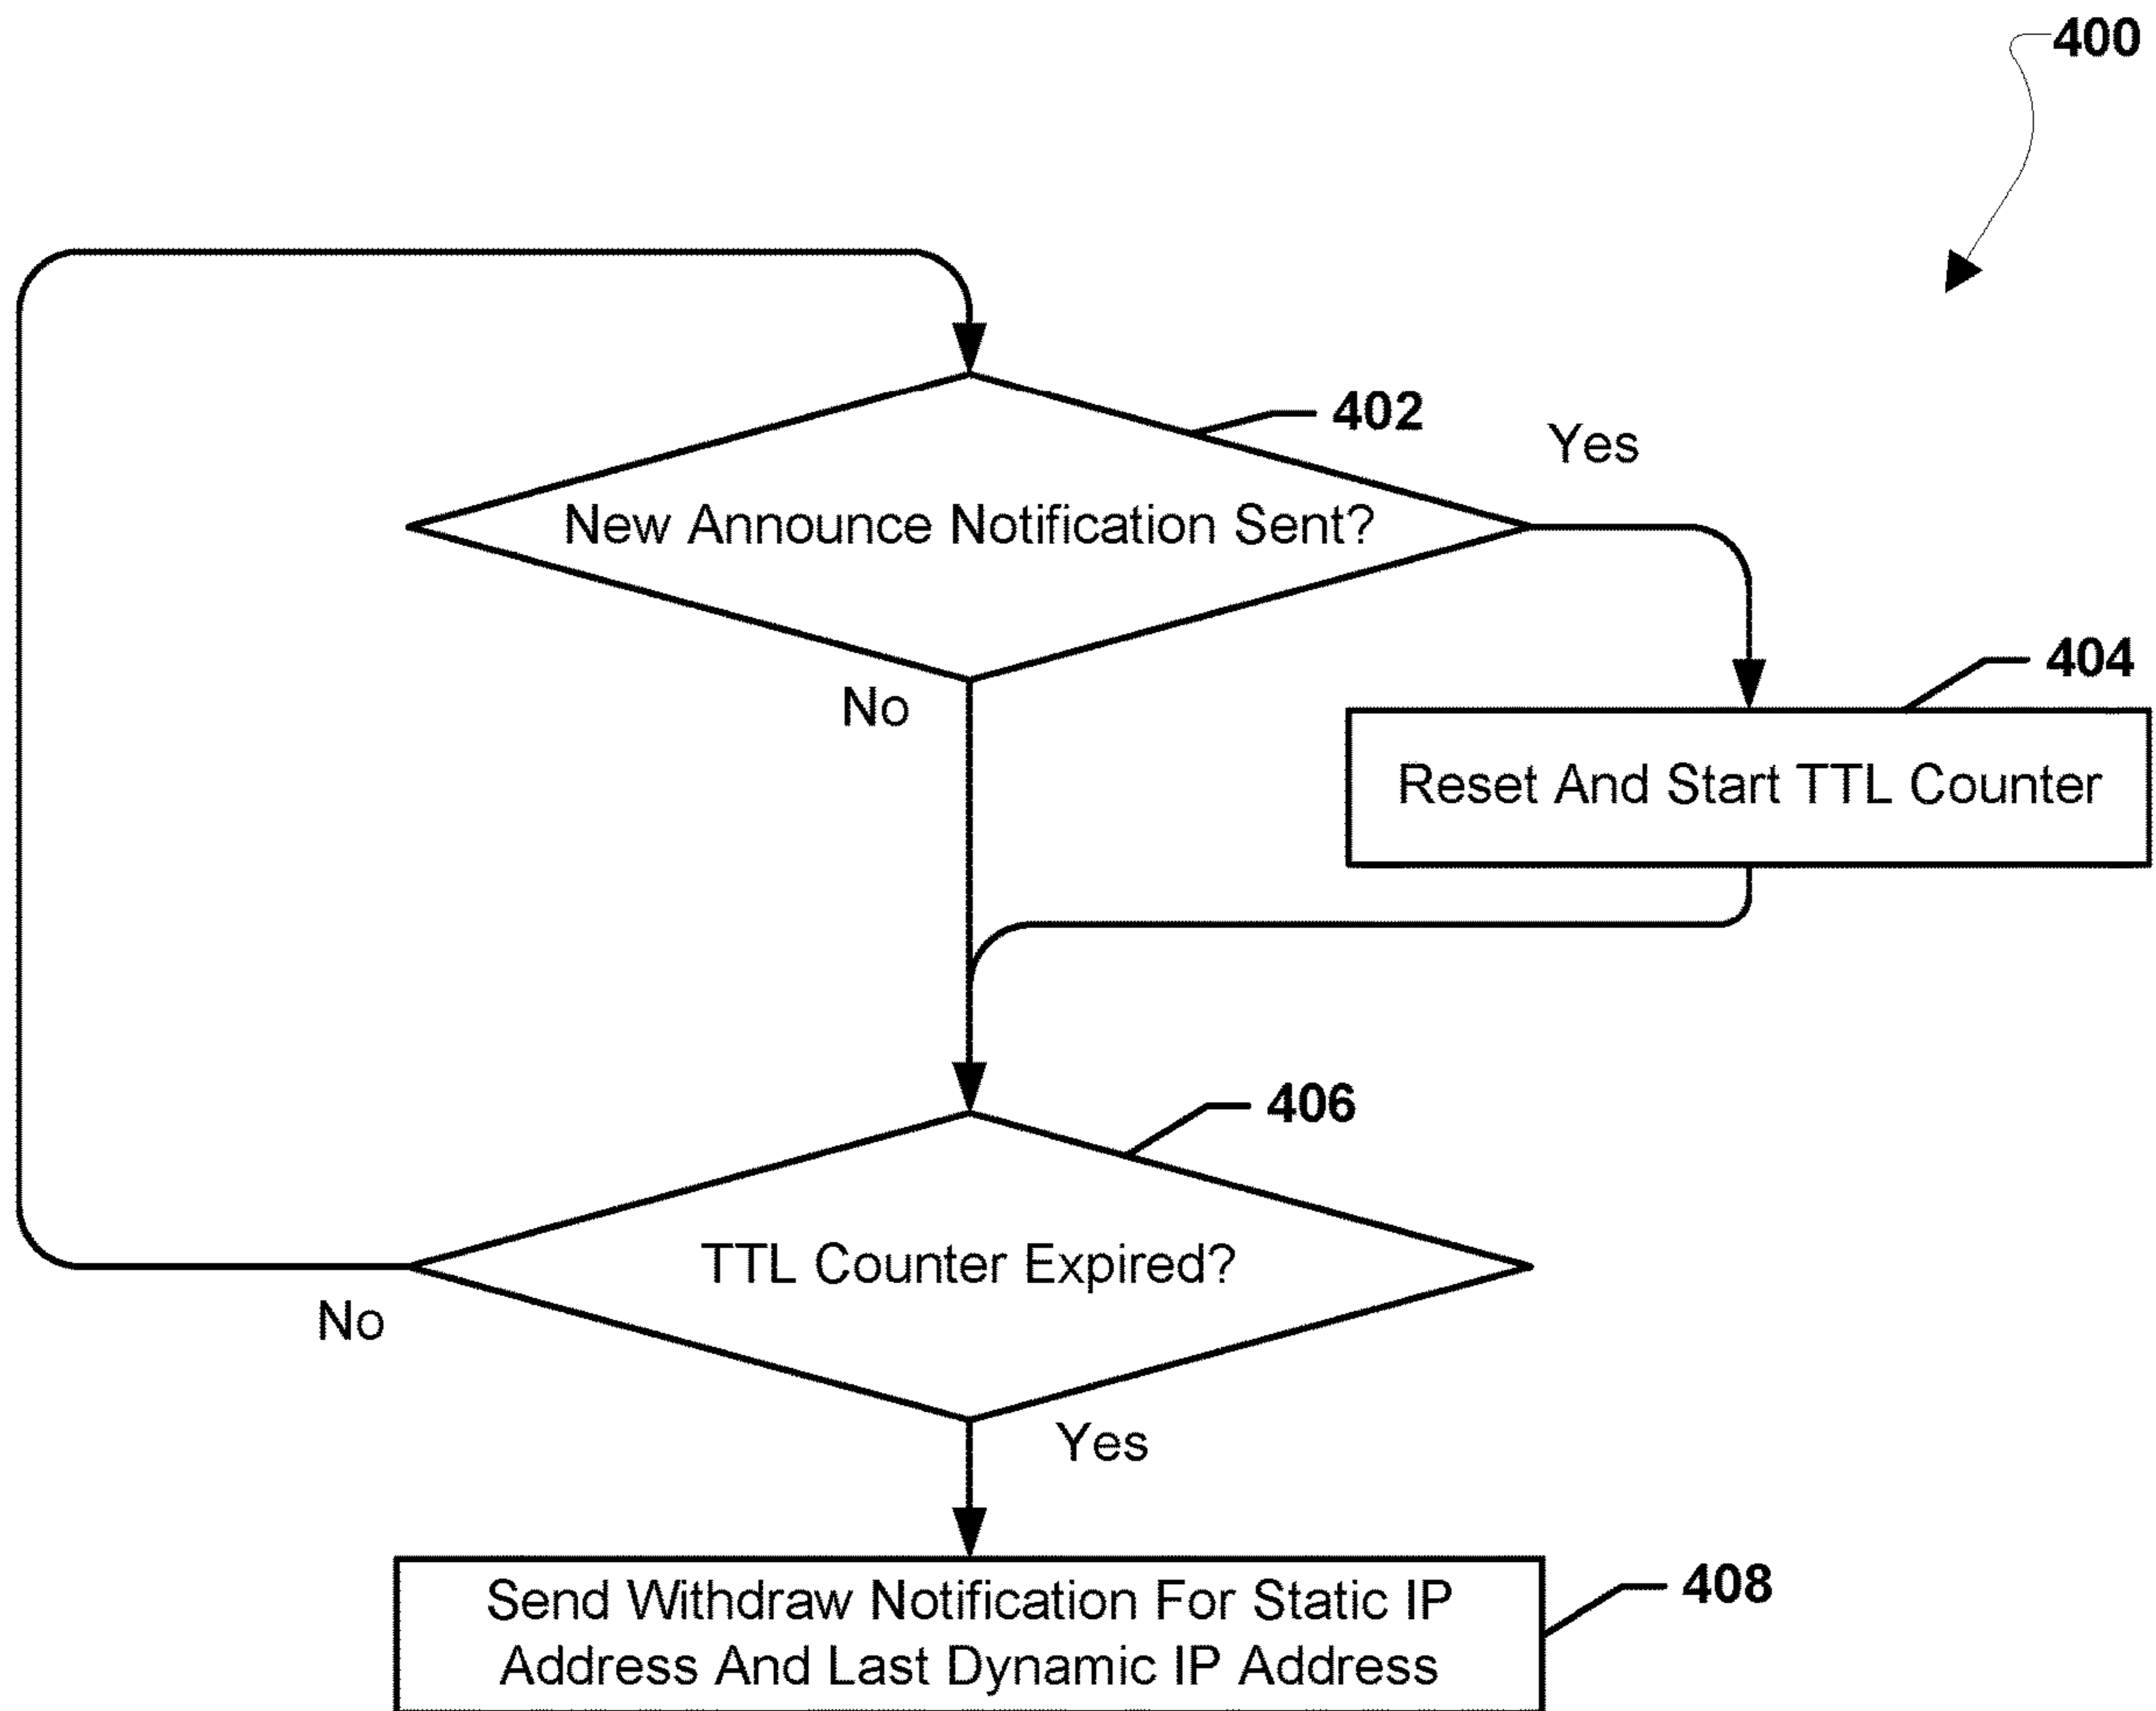 400
402
Yes
New Announce Notification Sent?
No
404
Reset And Start TTL Counter
406
TTL Counter Expired?
No
Yes
408
Send Withdraw Notification For Static IP
Address And Last Dynamic IP Address